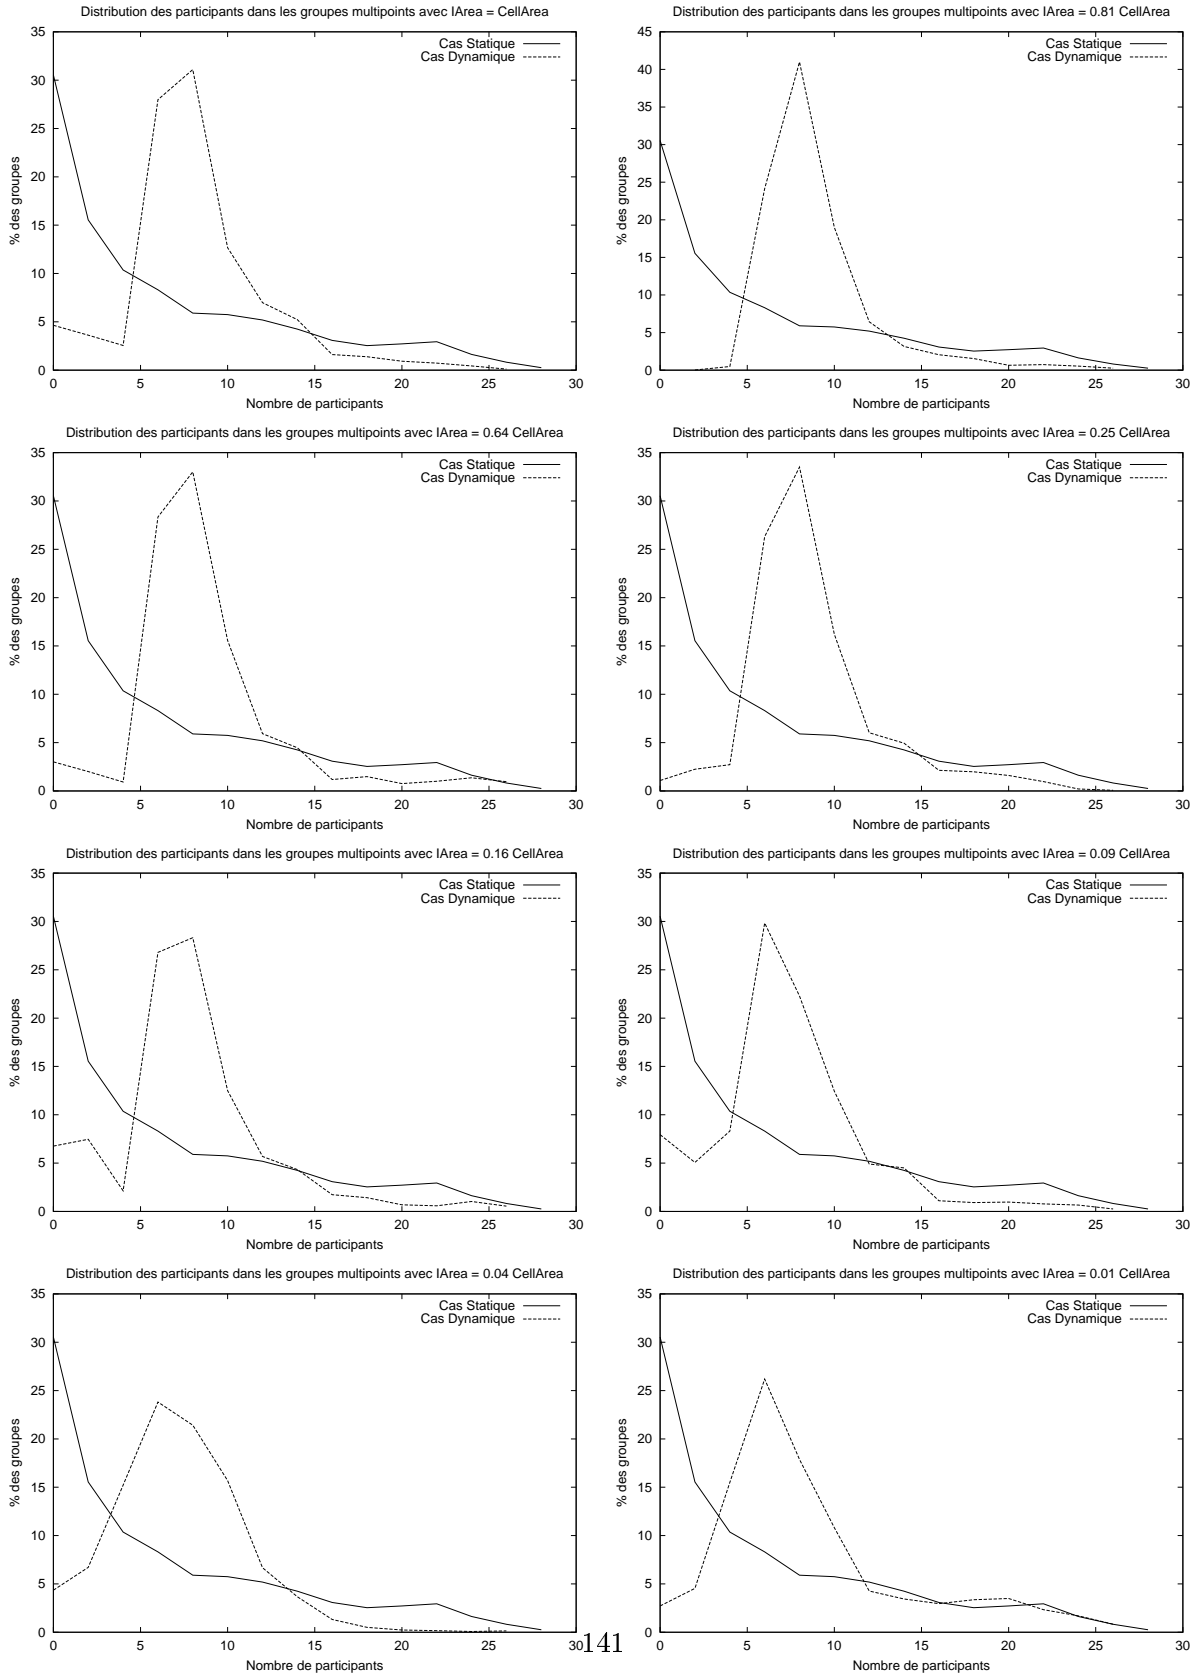 Distribution des participants dans les groupes multipoints avec IArea = CellArea
35
30
25
20
15
10
5
0
% des groupes
Cas Statique
Cas Dynamique
0 5 10 15 20 25 30
Nombre de participants
Distribution des participants dans les groupes multipoints avec IArea = 0.81 CellArea
45
40
35
30
25
20
15
10
5
0
% des groupes
Cas Statique
Cas Dynamique
0 5 10 15 20 25 30
Nombre de participants
Distribution des participants dans les groupes multipoints avec IArea = 0.64 CellArea
35
30
25
20
15
10
5
0
% des groupes
Cas Statique
Cas Dynamique
0 5 10 15 20 25 30
Nombre de participants
Distribution des participants dans les groupes multipoints avec IArea = 0.25 CellArea
35
30
25
20
15
10
5
0
% des groupes
Cas Statique
Cas Dynamique
0 5 10 15 20 25 30
Nombre de participants
Distribution des participants dans les groupes multipoints avec IArea = 0.16 CellArea
35
30
25
20
15
10
5
0
% des groupes
Cas Statique
Cas Dynamique
0 5 10 15 20 25 30
Nombre de participants
Distribution des participants dans les groupes multipoints avec IArea = 0.09 CellArea
35
30
25
20
15
10
5
0
% des groupes
Cas Statique
Cas Dynamique
0 5 10 15 20 25 30
Nombre de participants
Distribution des participants dans les groupes multipoints avec IArea = 0.04 CellArea
35
30
25
20
15
10
5
0
% des groupes
Cas Statique
Cas Dynamique
0 5 10 15 20 25 30
Nombre de participants
Distribution des participants dans les groupes multipoints avec IArea = 0.01 CellArea
35
30
25
20
15
10
5
0
% des groupes
Cas Statique
Cas Dynamique
0 5 10 15 20 25 30
Nombre de participants
141